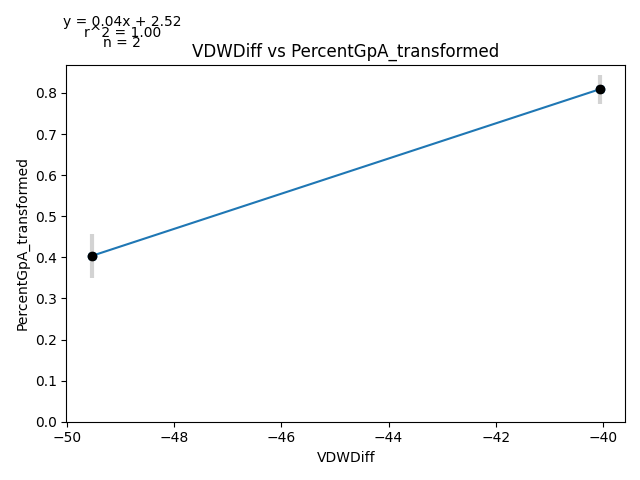 y = 0.04x + 2.52
r^2 = 1.00
n = 2
VDWDiff vs PercentGpA_transformed
PercentGpA_transformed
0.8
0.7
0.6
0.5
0.4
0.3
0.2
0.1
0.0
−50 −48 −46 −44 −42 −40
VDWDiff